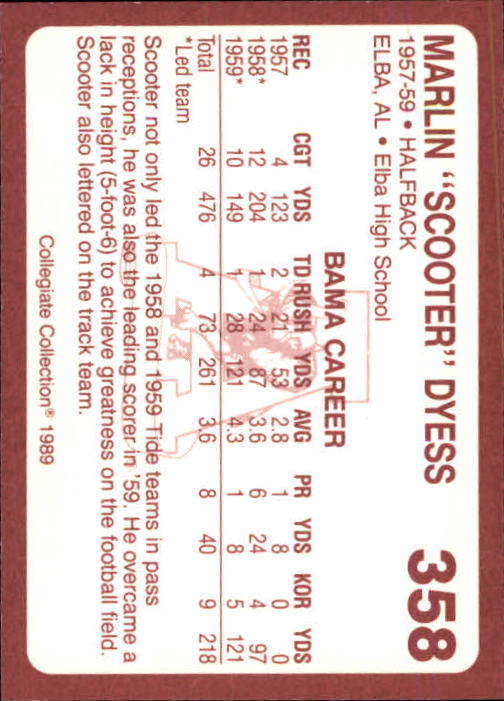 MARLIN "SCOOTER" DYESS 358
1957-59 • HALFBACK
ELBA, AL • Elba High School
BAMA CAREER
REC CGT YDS TD RUSH YDS AVG PR YDS KOR YDS
1957 4 123 2 21 53 2.8 1 8 0 0
1958* 12 204 1 24 87 3.6 6 24 4 97
1959* 10 149 1 28 121 4.3 1 8 5 121
Total 26 476 4 73 261 3.6 8 40 9 218
*Led team
Scooter not only led the 1958 and 1959 Tide teams in pass
receptions, he was also the leading scorer in '59. He overcame a
lack in height (5-foot-6) to achieve greatness on the football field.
Scooter also lettered on the track team.
Collegiate Collection® 1989